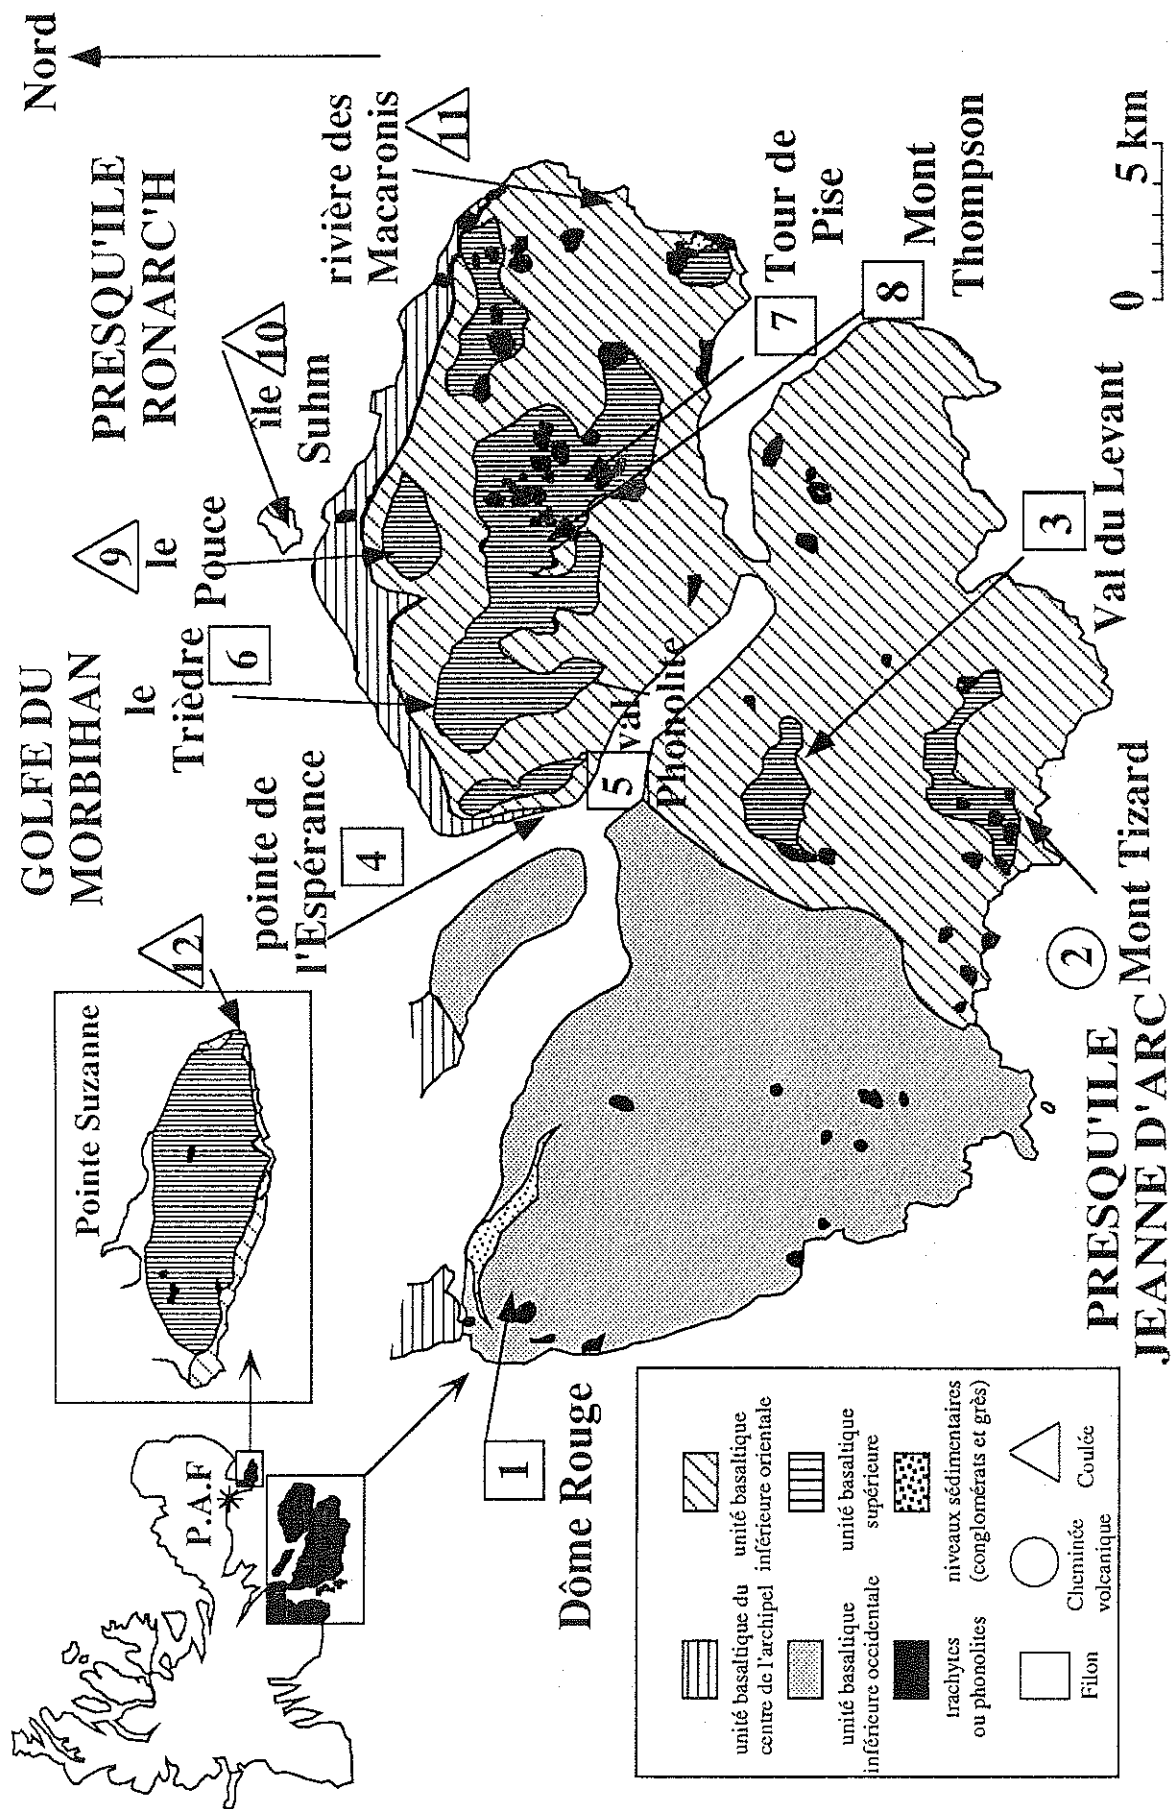 Nord
GOLFE DU
MORBIHAN
PRESQU'ILE
RONARC'H
Pointe Suzanne
12
P.A.F
pointe de
l'Espérance
4
le
Trièdre
6
9
le
Pouce
île
Suhm
10
rivière des
Macaronis
11
5
val
Phonolite
Tour de
Pise
7
Mont
Thompson
8
3
Val du Levant
Mont Tizard
2
PRESQU'ILE
JEANNE D'ARC
1
Dôme Rouge
0 5 km
unité basaltique du
centre de l'archipel
unité basaltique
inférieure orientale
unité basaltique
inférieure occidentale
unité basaltique
supérieure
trachytes
ou phonolites
niveaux sédimentaires
(conglomérats et grès)
Filon
Cheminée
volcanique
Coulée